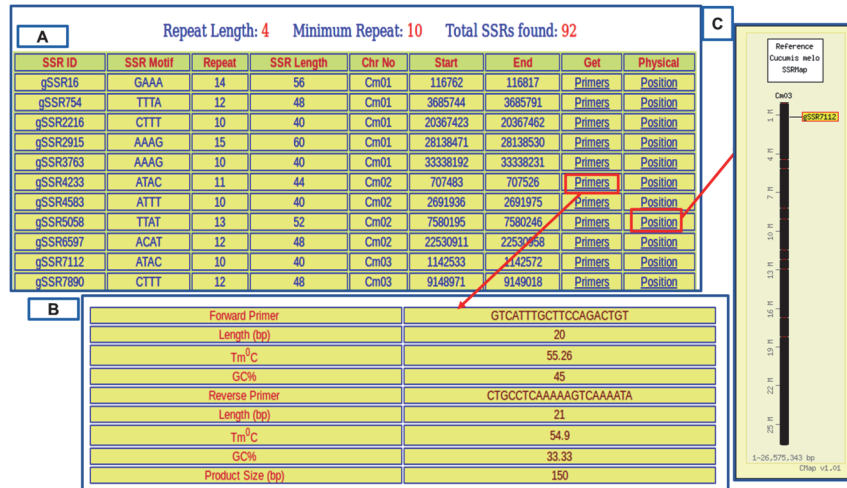 A
Repeat Length: 4 Minimum Repeat: 10 Total SSRs found: 92
SSR ID SSR Motif Repeat SSR Length Chr No Start End Get Physical
gSSR16 GAAA 14 56 Cm01 116762 116817 Primers Position
gSSR754 TTTA 12 48 Cm01 3685744 3685791 Primers Position
gSSR2216 CTTT 10 40 Cm01 20367423 20367462 Primers Position
gSSR2915 AAAG 15 60 Cm01 28138471 28138530 Primers Position
gSSR3763 AAAG 10 40 Cm01 33338192 33338231 Primers Position
gSSR4233 ATAC 11 44 Cm02 707483 707526 Primers Position
gSSR4583 ATTT 10 40 Cm02 2691936 2691975 Primers Position
gSSR5058 TTAT 13 52 Cm02 7580195 7580246 Primers Position
gSSR6597 ACAT 12 48 Cm02 22530911 22530958 Primers Position
gSSR7112 ATAC 10 40 Cm03 1142533 1142572 Primers Position
gSSR7890 CTTT 12 48 Cm03 9148971 9149018 Primers Position
B
Forward Primer GTCATTTGCTTCCAGACTGT
Length (bp) 20
Tm⁰C 55.26
GC% 45
Reverse Primer CTGCCTCAAAAAGTCAAAATA
Length (bp) 21
Tm⁰C 54.9
GC% 33.33
Product Size (bp) 150
C
Reference
Cucumis melo
SSRMap
Cm03
gSSR7112
1 M
4 M
7 M
10 M
13 M
16 M
19 M
22 M
25 M
1-26,575,343 bp
CMap v1.01